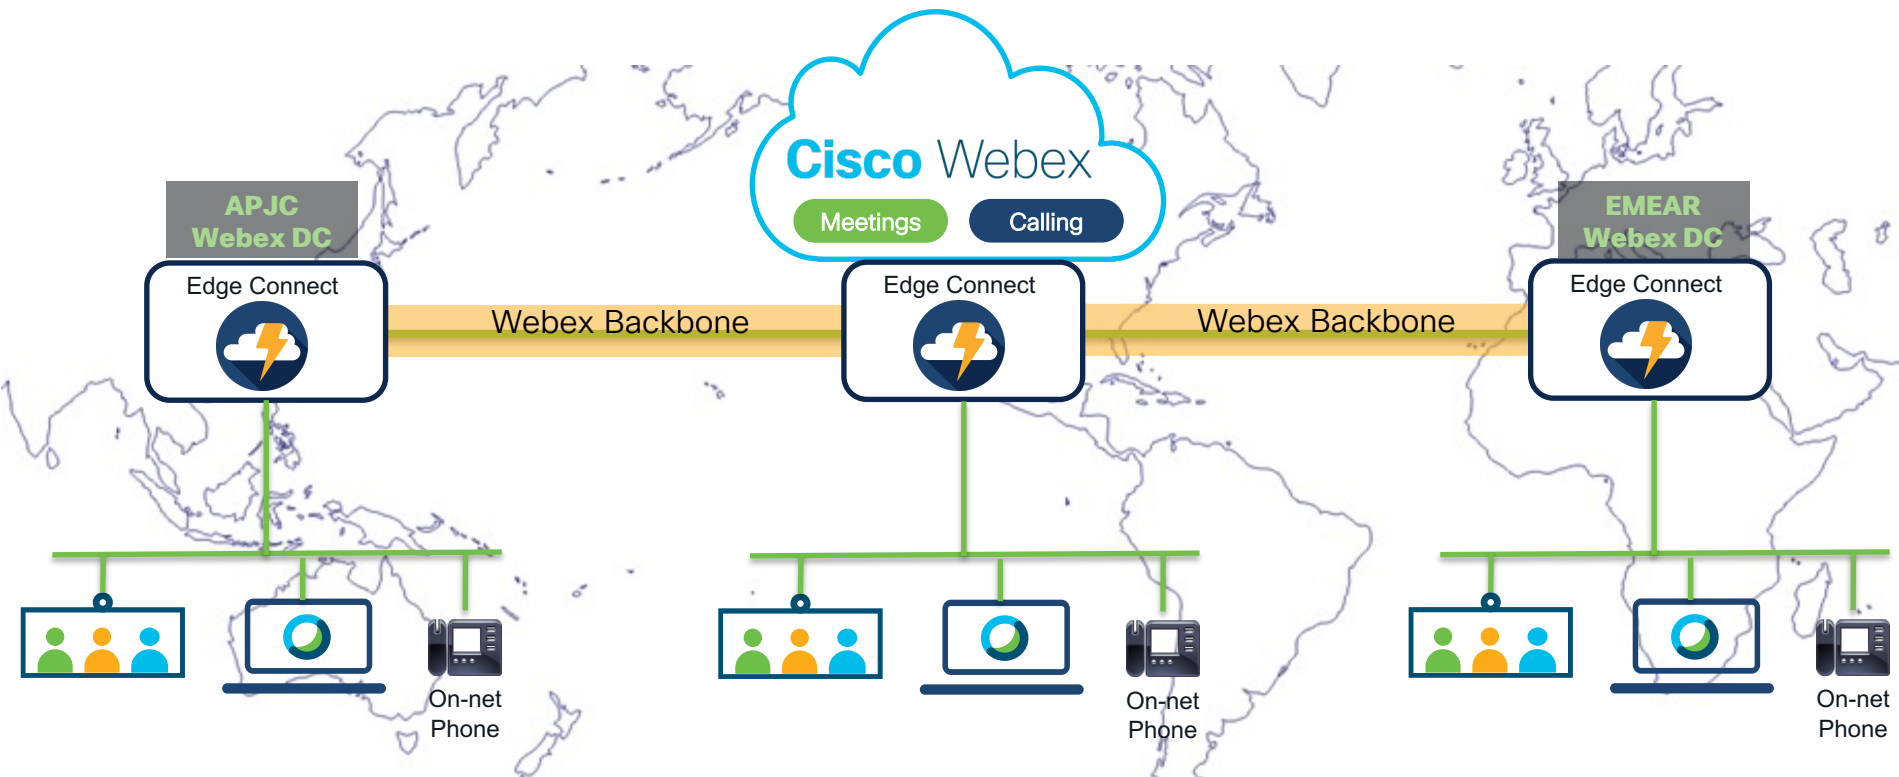 Cisco Webex
Meetings
Calling
APJC
Webex DC
EMEAR
Webex DC
Edge Connect
Webex Backbone
Edge Connect
Webex Backbone
Edge Connect
On-net
Phone
On-net
Phone
On-net
Phone